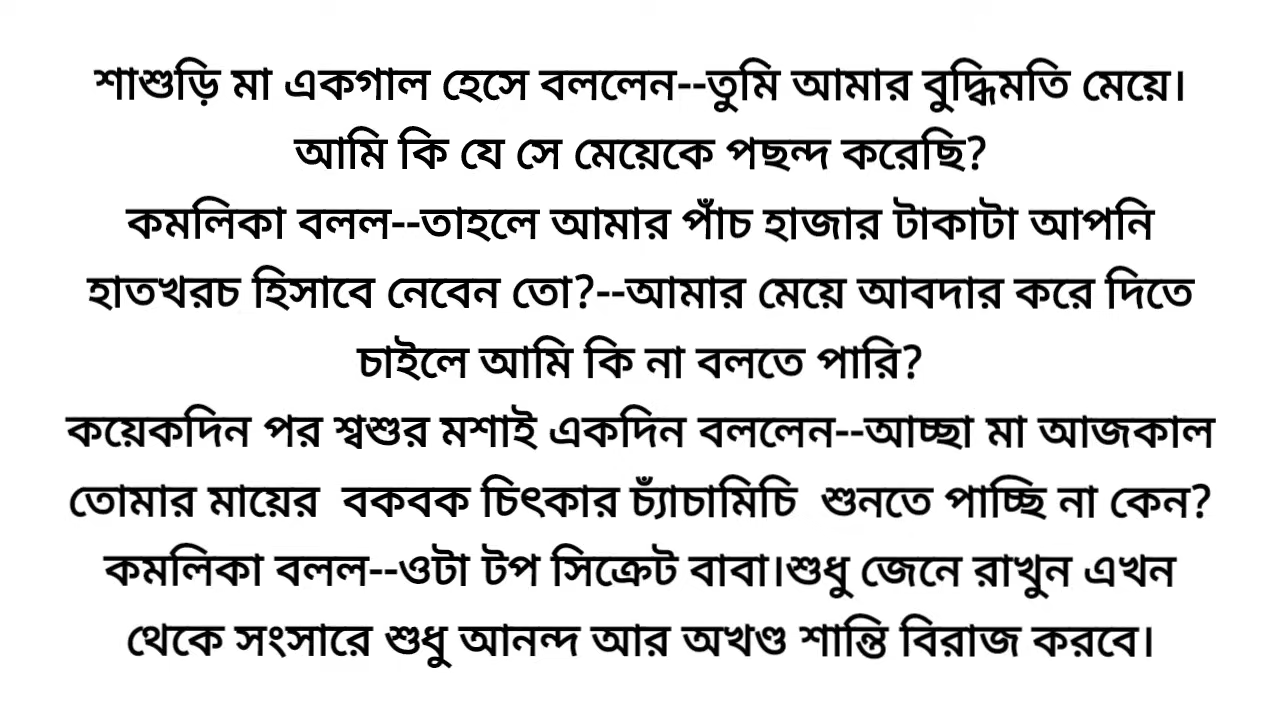 শাশুড়ি মা একগাল হেসে বললেন--তুমি আমার বুদ্ধিমতি মেয়ে।
আমি কি যে সে মেয়েকে পছন্দ করেছি?
কমলিকা বলল--তাহলে আমার পাঁচ হাজার টাকাটা আপনি
হাতখরচ হিসাবে নেবেন তো?--আমার মেয়ে আবদার করে দিতে
চাইলে আমি কি না বলতে পারি?
কয়েকদিন পর শ্বশুর মশাই একদিন বললেন--আচ্ছা মা আজকাল
তোমার মায়ের  বকবক চিৎকার চ্যাঁচামিচি  শুনতে পাচ্ছি না কেন?
কমলিকা বলল--ওটা টপ সিক্রেট বাবা।শুধু জেনে রাখুন এখন
থেকে সংসারে শুধু আনন্দ আর অখণ্ড শান্তি বিরাজ করবে।